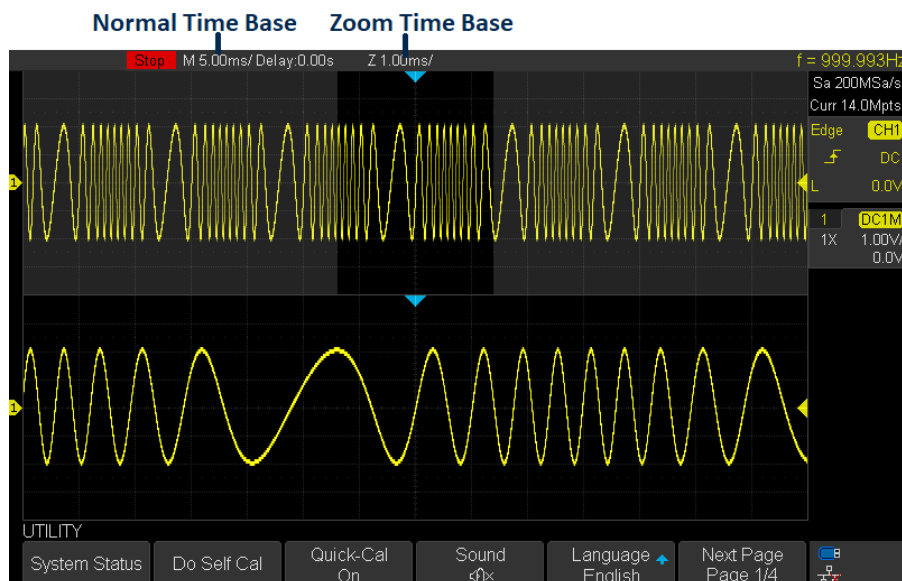 Normal Time Base Zoom Time Base
Stop M 5.00ms/ Delay:0.00s Z 1.00ms/ f = 999.993Hz
Sa 200MSa/s
Curr 14.0Mpts
Edge CH1
DC
L 0.0V
1 DC1M
1X 1.00V/
0.0V
1
1
UTILITY
System Status Do Self Cal Quick-Cal On Sound Language English Next Page Page 1/4